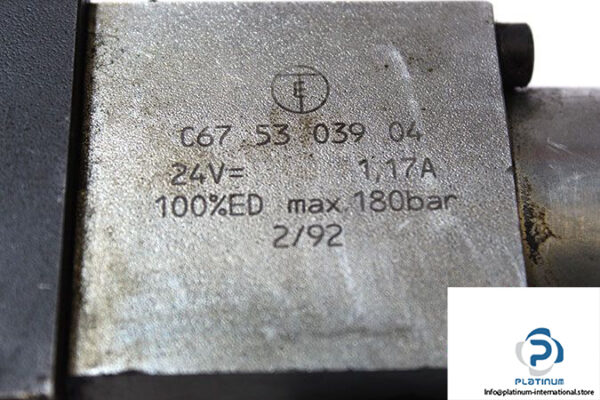 E
C67 53 039 04
24V= 1,17A
100%ED max.180bar
2/92
P
PLATINUM
Info@platinum-international.store